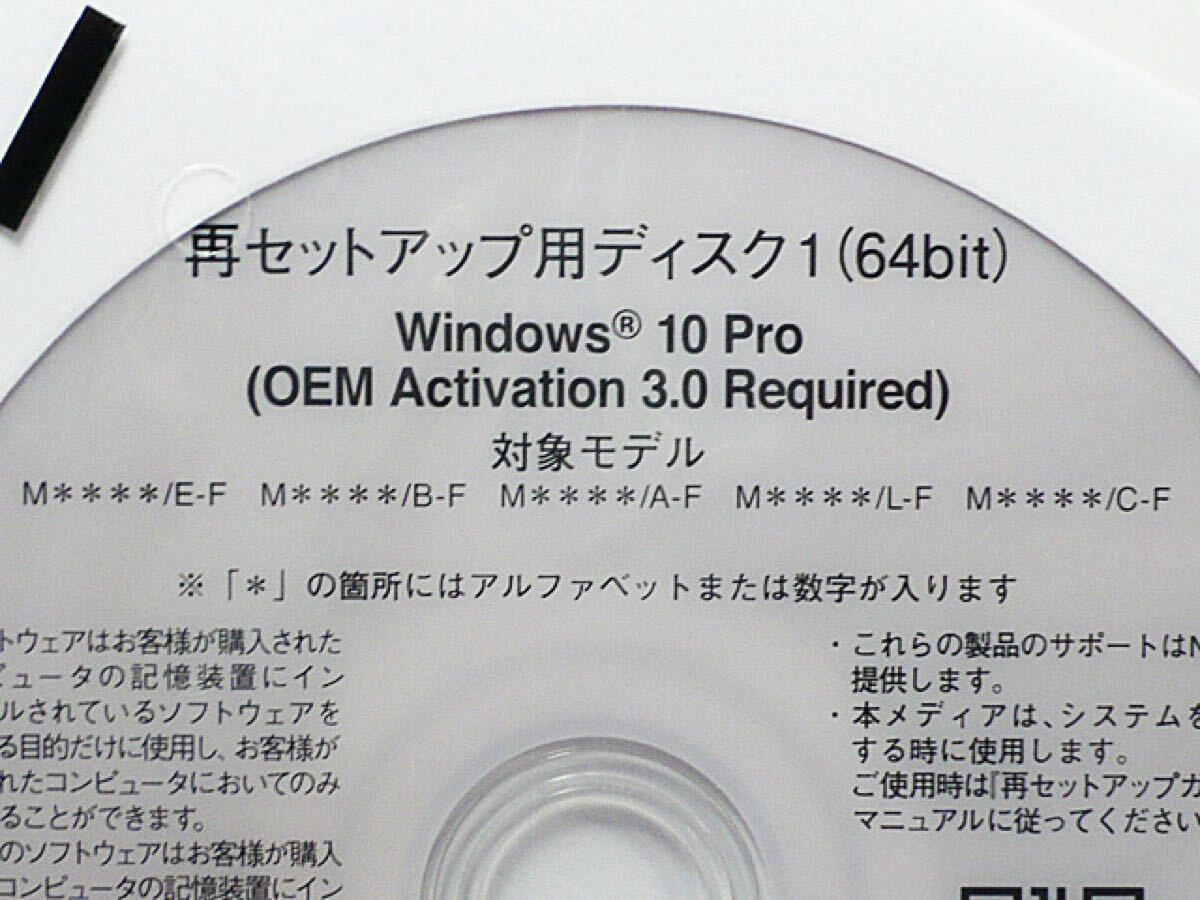 再セットアップ用ディスク1(64bit)
Windows® 10 Pro
(OEM Activation 3.0 Required)
対象モデル
M＊＊＊＊/E-F M＊＊＊＊/B-F M＊＊＊＊/A-F M＊＊＊＊/L-F M＊＊＊＊/C-F
※「＊」の箇所にはアルファベットまたは数字が入ります
トウェアはお客様が購入された
ピュータの記憶装置にイン
ルされているソフトウェアを
る目的だけに使用し、お客様が
れたコンピュータにおいてのみ
ることができます。
のソフトウェアはお客様が購入
コンピュータの記憶装置にイン
・これらの製品のサポートはN
提供します。
・本メディアは、システムを
する時に使用します。
ご使用時は『再セットアップガ
マニュアルに従ってください